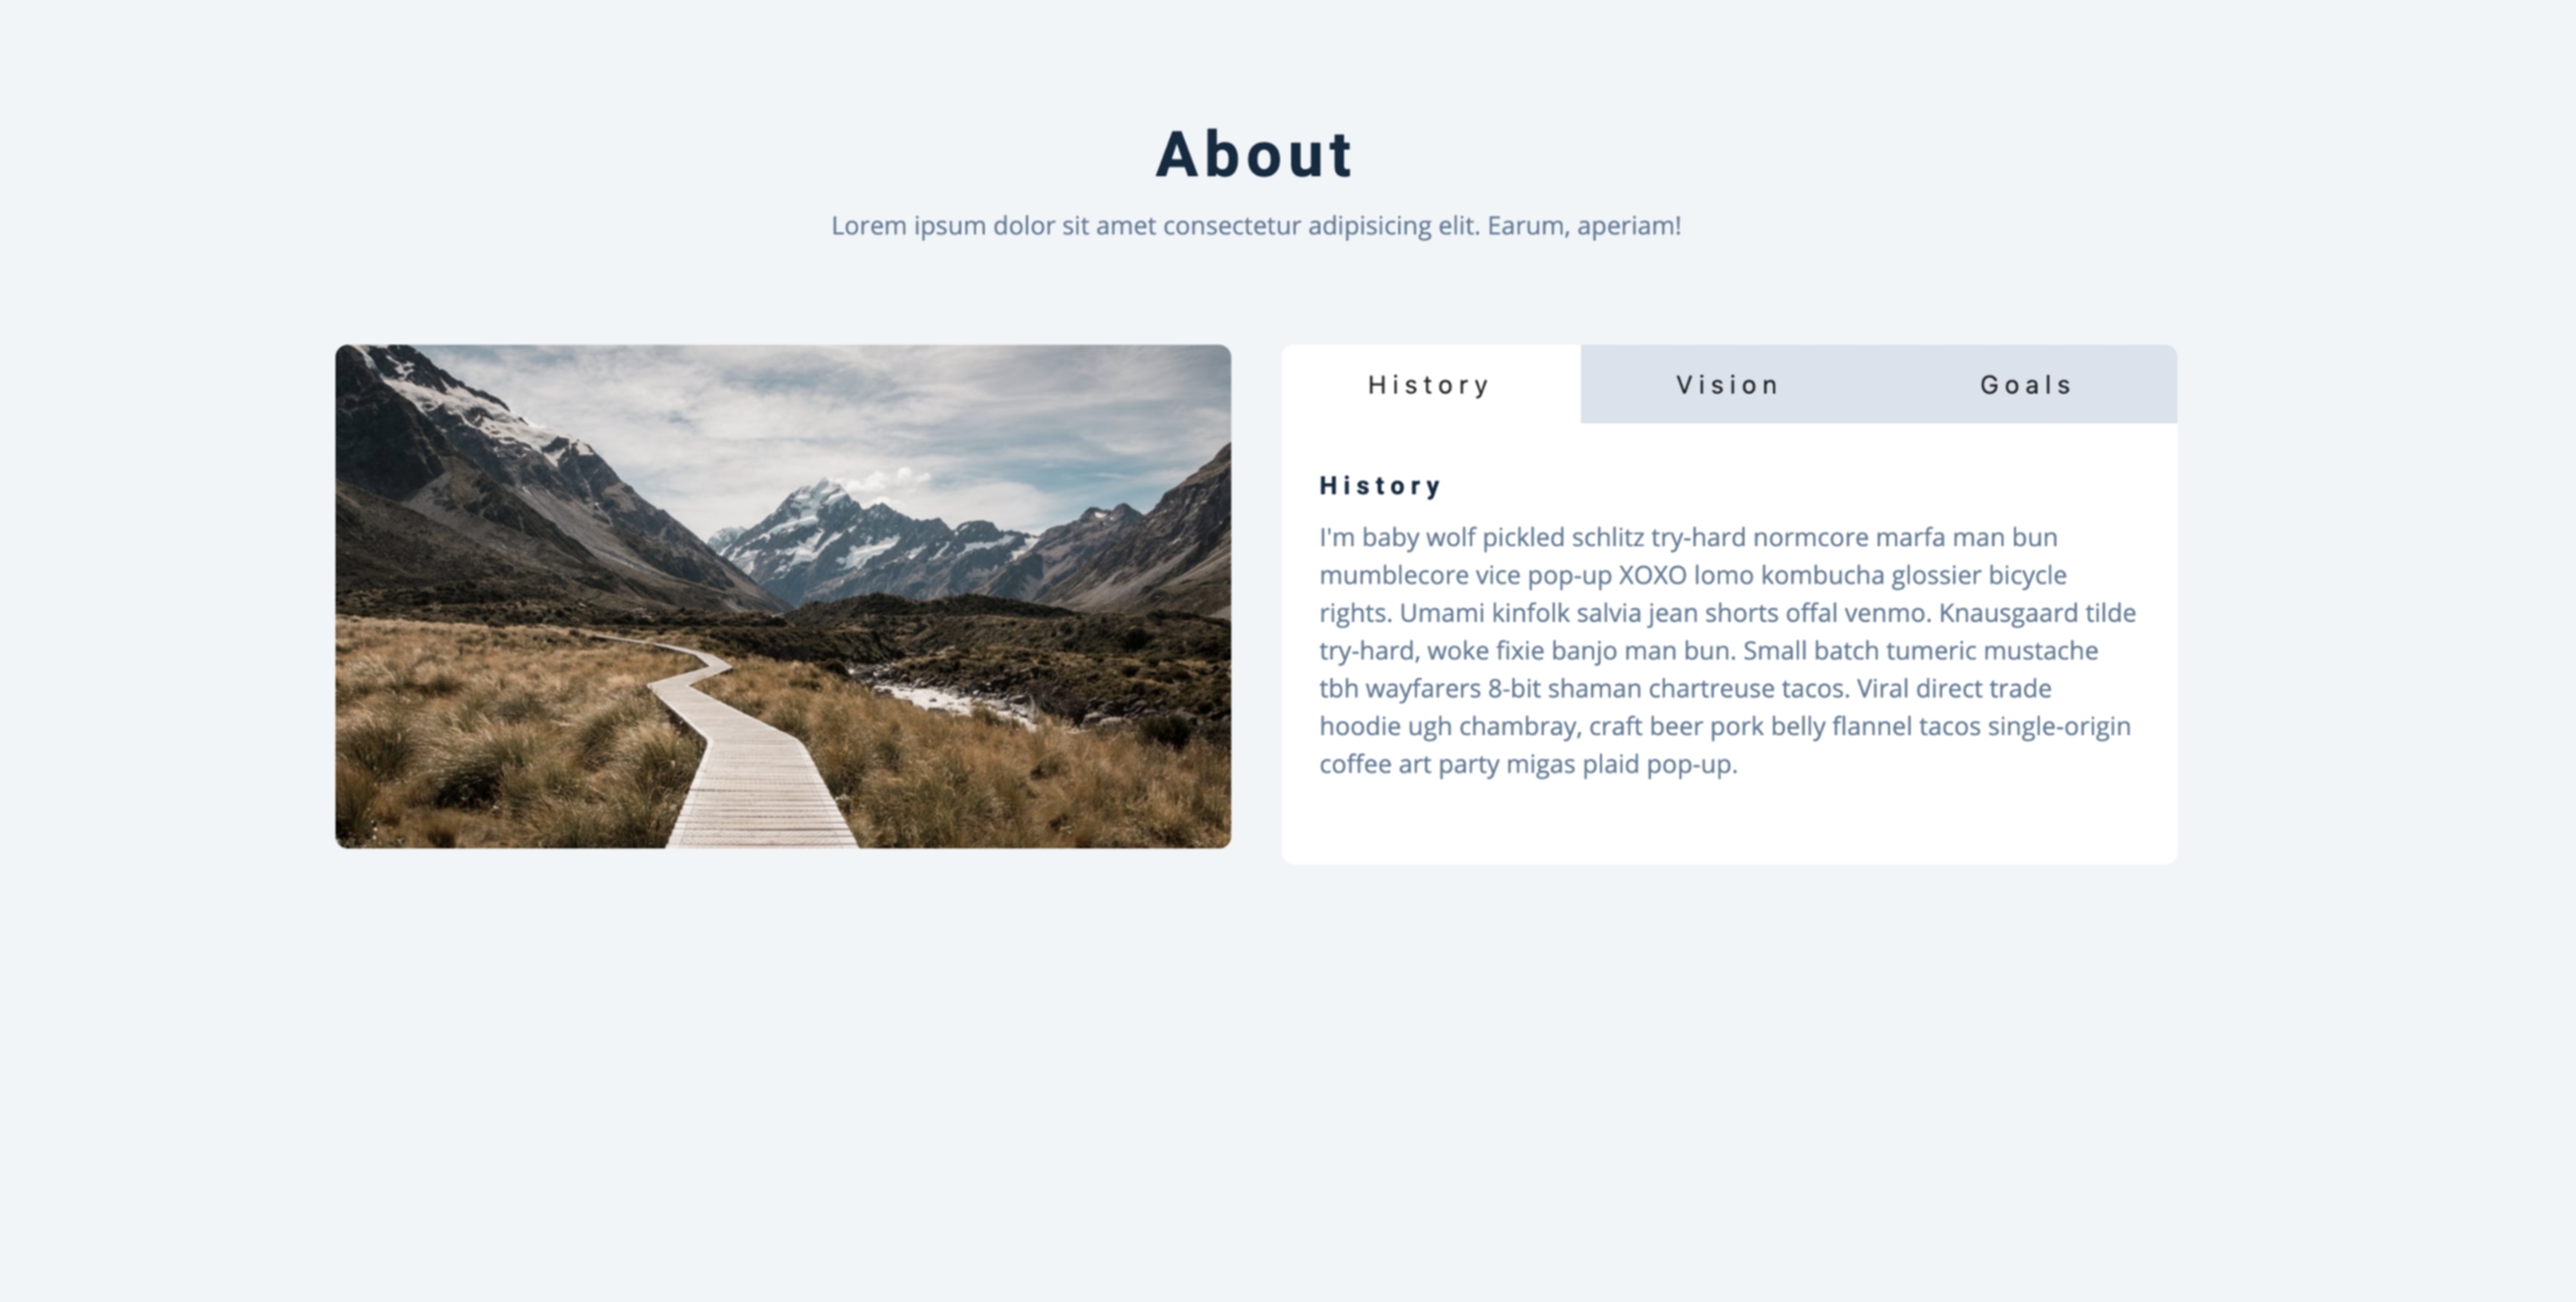 About
Lorem ipsum dolor sit amet consectetur adipisicing elit. Earum, aperiam!
History
Vision
Goals
History
I'm baby wolf pickled schlitz try-hard normcore marfa man bun
mumblecore vice pop-up XOXO lomo kombucha glossier bicycle
rights. Umami kinfolk salvia jean shorts offal venmo. Knausgaard tilde
try-hard, woke fixie banjo man bun. Small batch tumeric mustache
tbh wayfarers 8-bit shaman chartreuse tacos. Viral direct trade
hoodie ugh chambray, craft beer pork belly flannel tacos single-origin
coffee art party migas plaid pop-up.